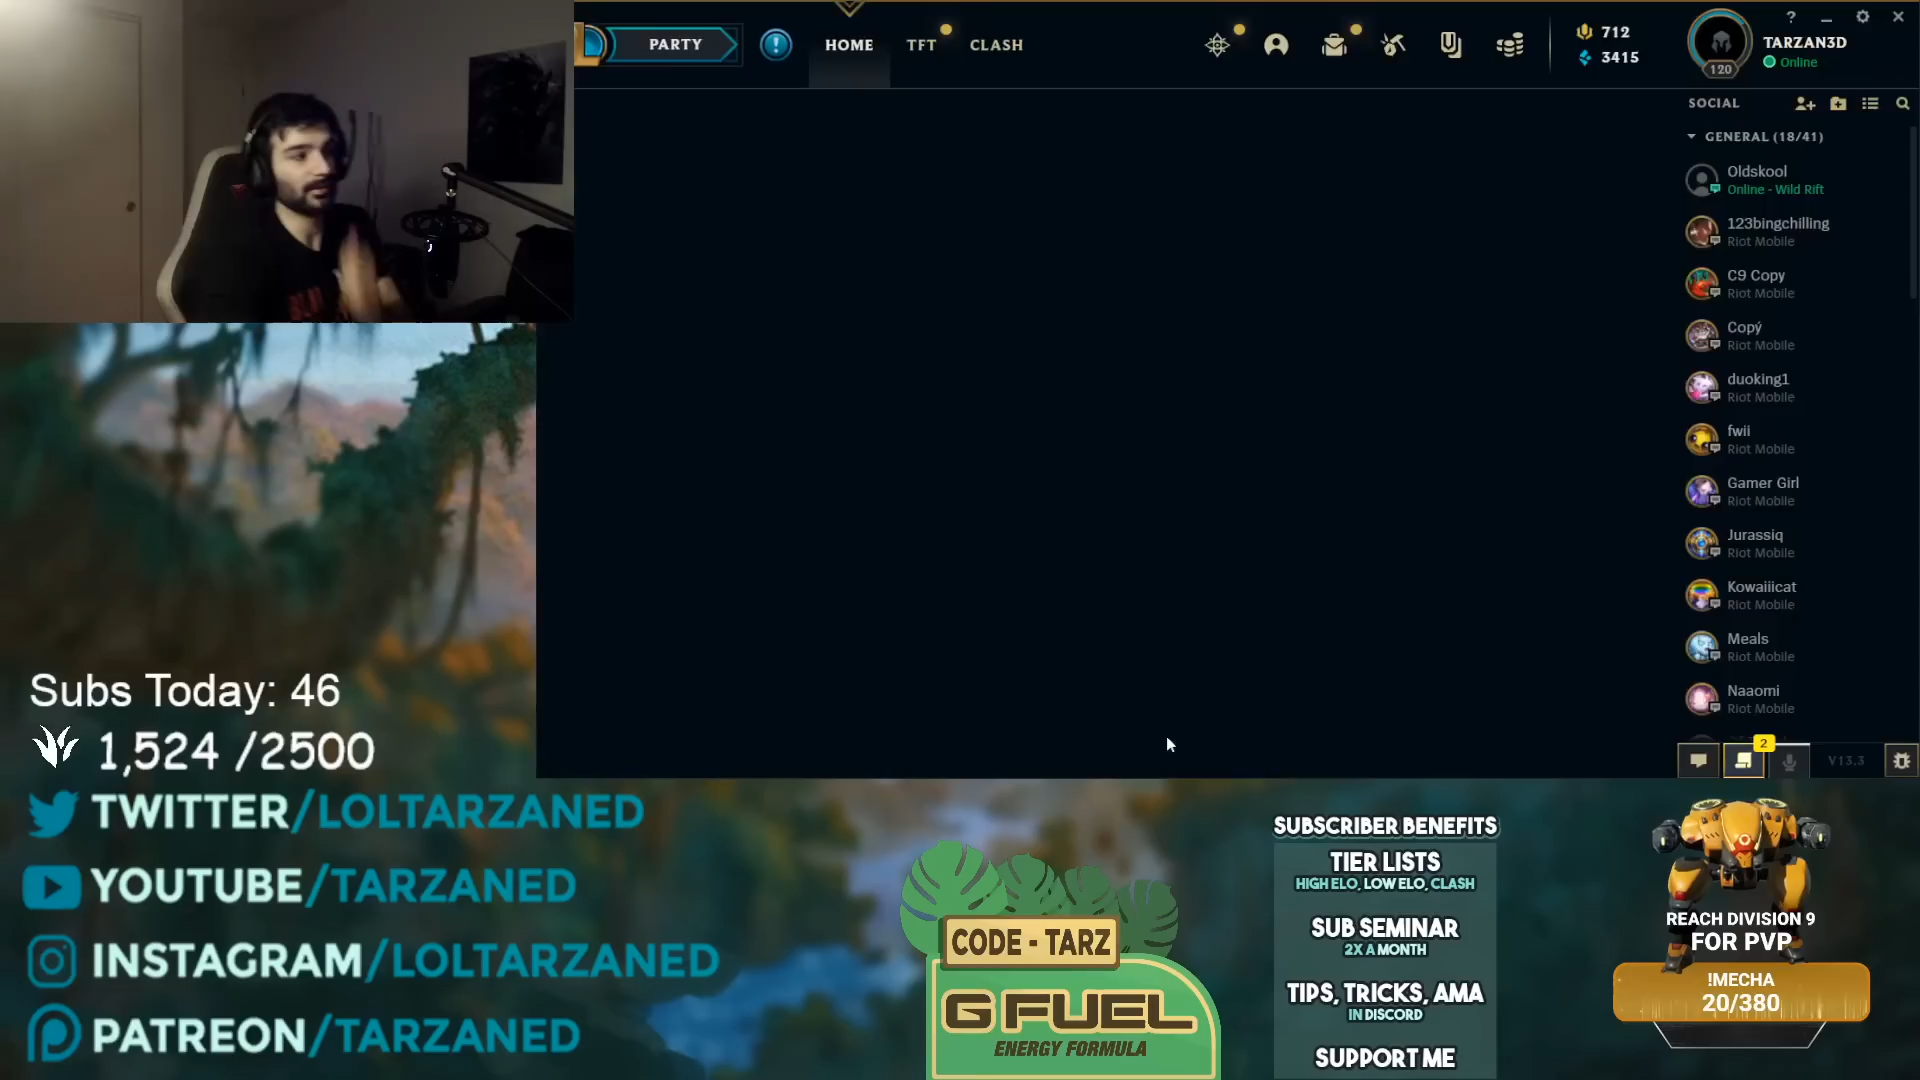 PARTY
HOME
TFT
CLASH
712
3415
120
TARZAN3D
Online
SOCIAL
GENERAL (18/41)
Oldskool
Online - Wild Rift
123bingchilling
Riot Mobile
C9 Copy
Riot Mobile
Copý
Riot Mobile
duoking1
Riot Mobile
fwii
Riot Mobile
Gamer Girl
Riot Mobile
Jurassiq
Riot Mobile
Kowaiiicat
Riot Mobile
Meals
Riot Mobile
Naaomi
Riot Mobile
2
V13.3
Subs Today: 46
1,524 /2500
TWITTER/LOLTARZANED
YOUTUBE/TARZANED
INSTAGRAM/LOLTARZANED
PATREON/TARZANED
CODE - TARZ
G FUEL
ENERGY FORMULA
SUBSCRIBER BENEFITS
TIER LISTS
HIGH ELO, LOW ELO, CLASH
SUB SEMINAR
2X A MONTH
TIPS, TRICKS, AMA
IN DISCORD
SUPPORT ME
REACH DIVISION 9
FOR PVP
!MECHA
20/380